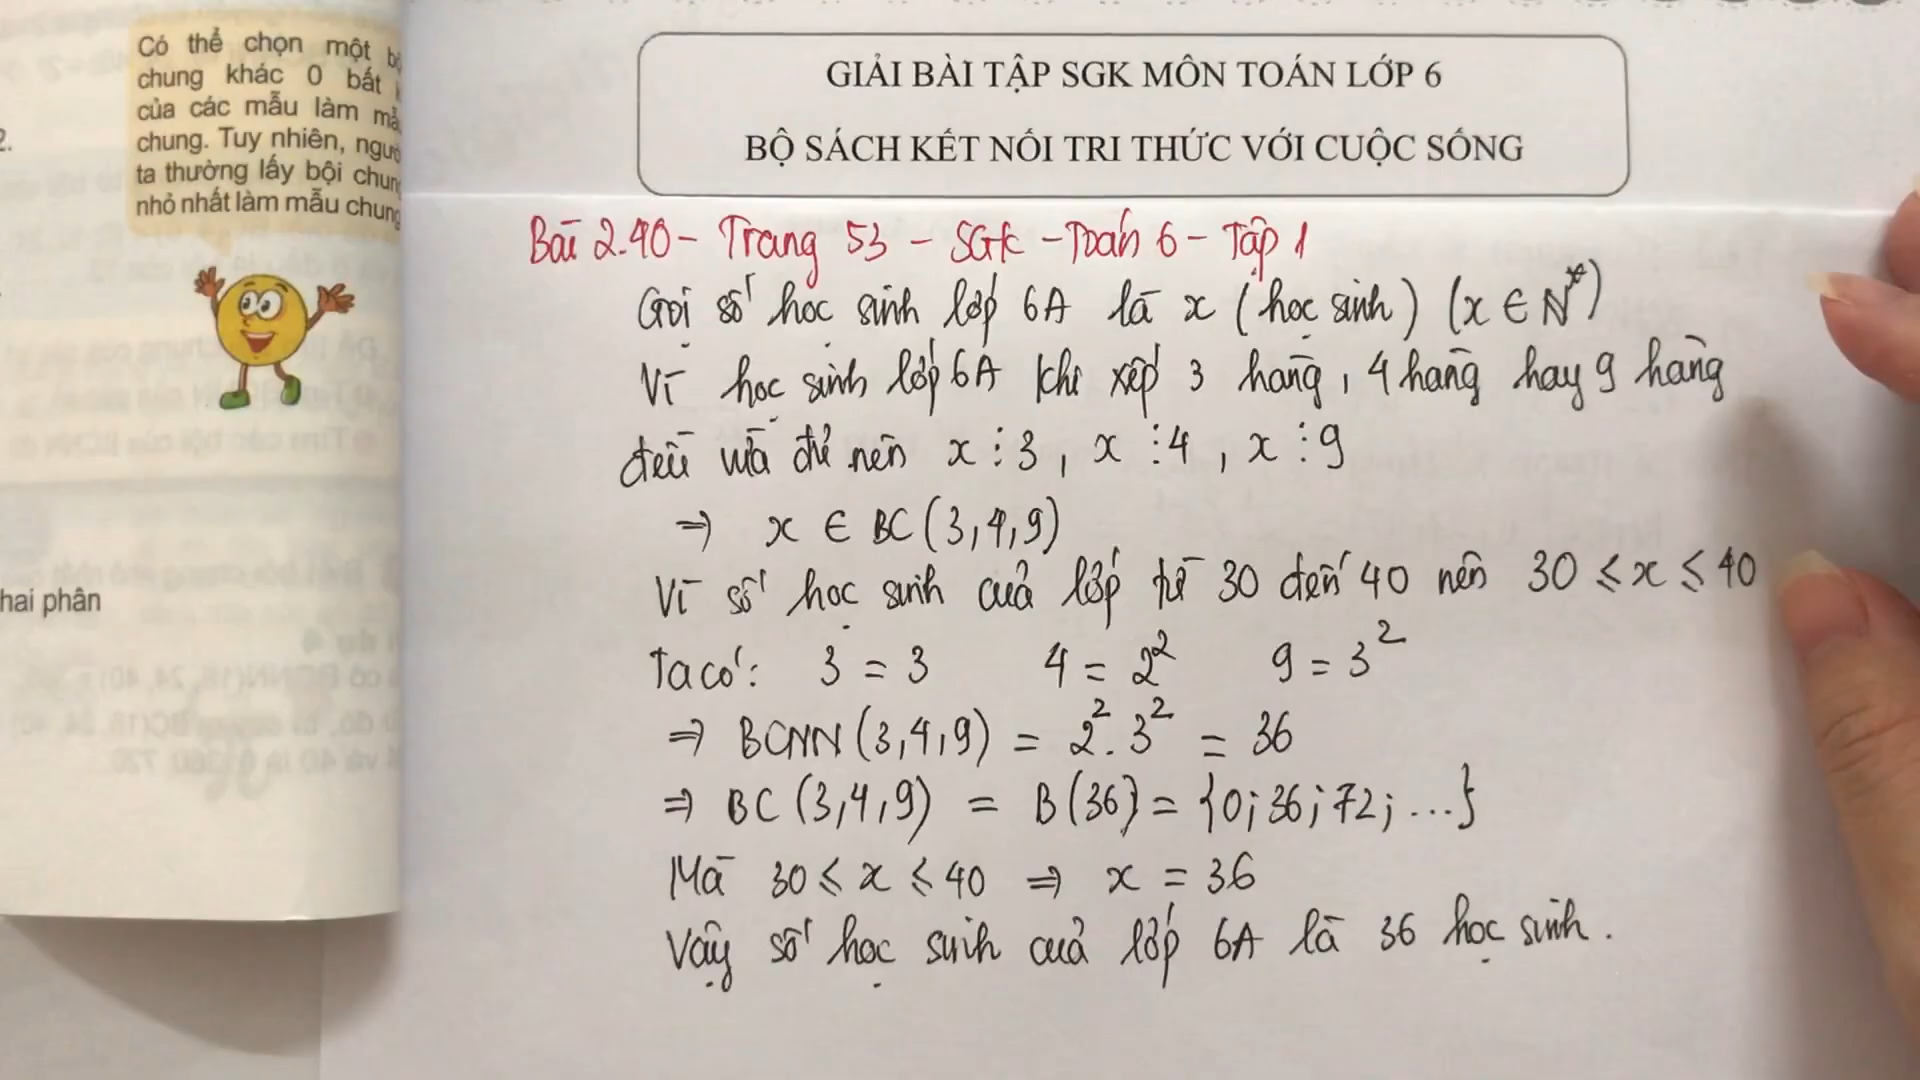 Có thể chọn một
chung khác 0 bất
của các mẫu làm
chung. Tuy nhiên, người
ta thường lấy bội chung
nhỏ nhất làm mẫu chung
2.
hai phân
GIẢI BÀI TẬP SGK MÔN TOÁN LỚP 6
BỘ SÁCH KẾT NỐI TRI THỨC VỚI CUỘC SỐNG
Bài 2.40 - Trang 53 - SGK - Toán 6 - Tập 1
Gọi số học sinh lớp 6A là x (học sinh) (x ∈ N*)
Vì học sinh lớp 6A khi xếp 3 hàng, 4 hàng hay 9 hàng
đều vừa đủ nên x ⋮ 3, x ⋮ 4, x ⋮ 9
⇒ x ∈ BC(3,4,9)
Vì số học sinh của lớp từ 30 đến 40 nên 30 ≤ x ≤ 40
Ta có: 3 = 3 4 = 2² 9 = 3²
⇒ BCNN(3,4,9) = 2².3² = 36
⇒ BC(3,4,9) = B(36) = {0; 36; 72; ...}
Mà 30 ≤ x ≤ 40 ⇒ x = 36
Vậy số học sinh của lớp 6A là 36 học sinh.